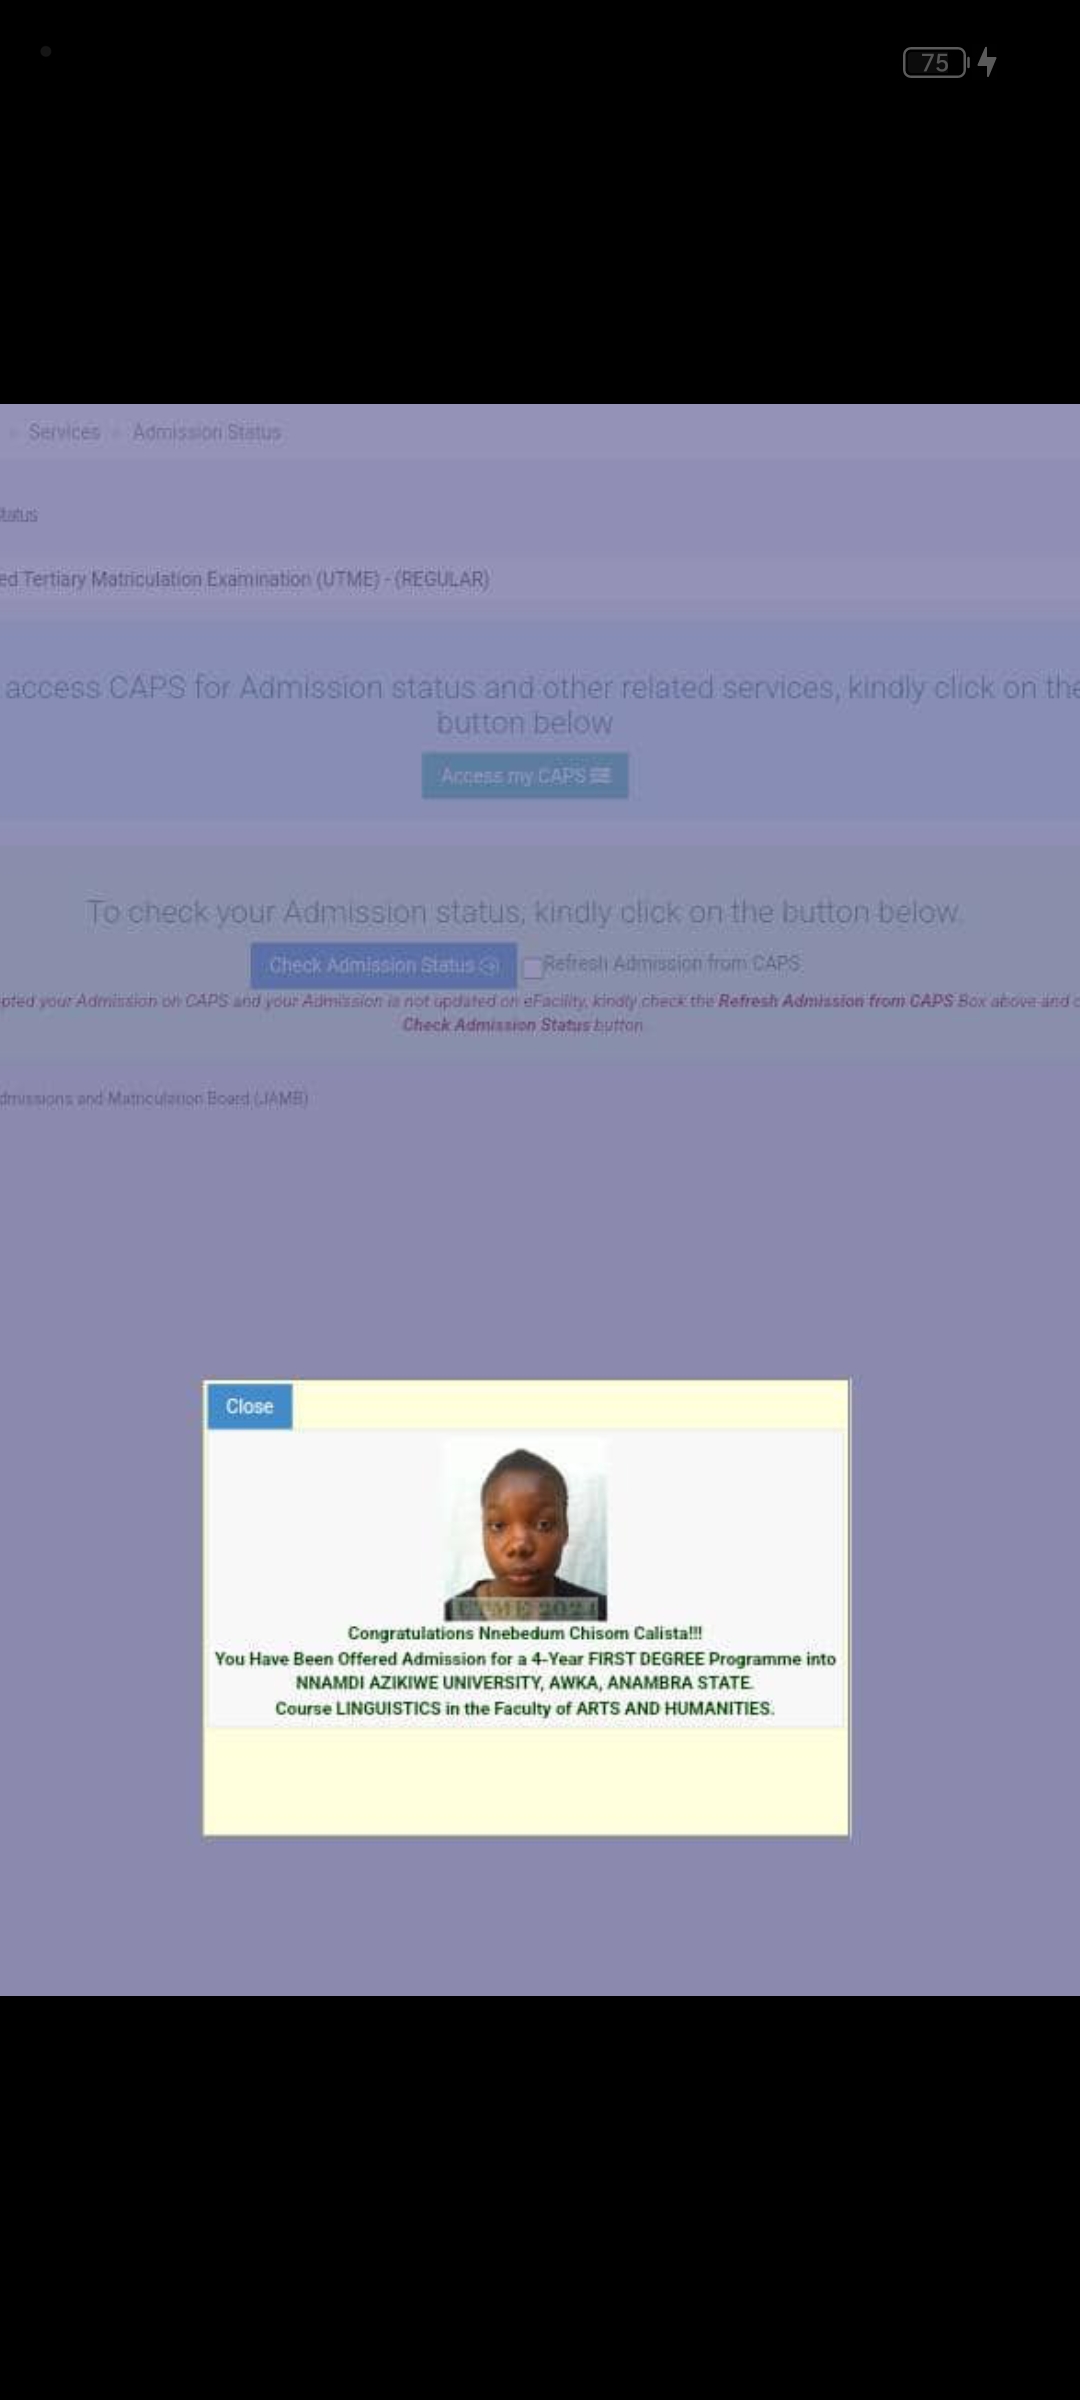 75
Services Admission Status
tatus
ed Tertiary Matriculation Examination (UTME) - (REGULAR)
access CAPS for Admission status and other related services, kindly click on the
button below
Access my CAPS
To check your Admission status, kindly click on the button below.
Check Admission Status Refresh Admission from CAPS
pted your Admission on CAPS and your Admission is not updated on eFacility, kindly check the Refresh Admission from CAPS Box above and c
Check Admission Status button.
dmissions and Matriculation Board (JAMB)
Close
UTME 2021
Congratulations Nnebedum Chisom Calista!!!
You Have Been Offered Admission for a 4-Year FIRST DEGREE Programme into
NNAMDI AZIKIWE UNIVERSITY, AWKA, ANAMBRA STATE.
Course LINGUISTICS in the Faculty of ARTS AND HUMANITIES.